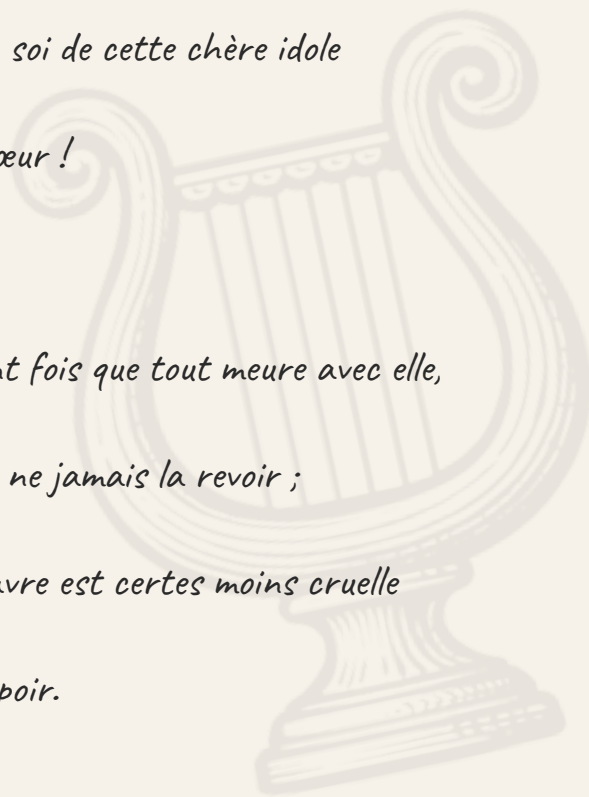 soi de cette chère idole
œur !
t fois que tout meure avec elle,
ne jamais la revoir ;
vre est certes moins cruelle
poir.